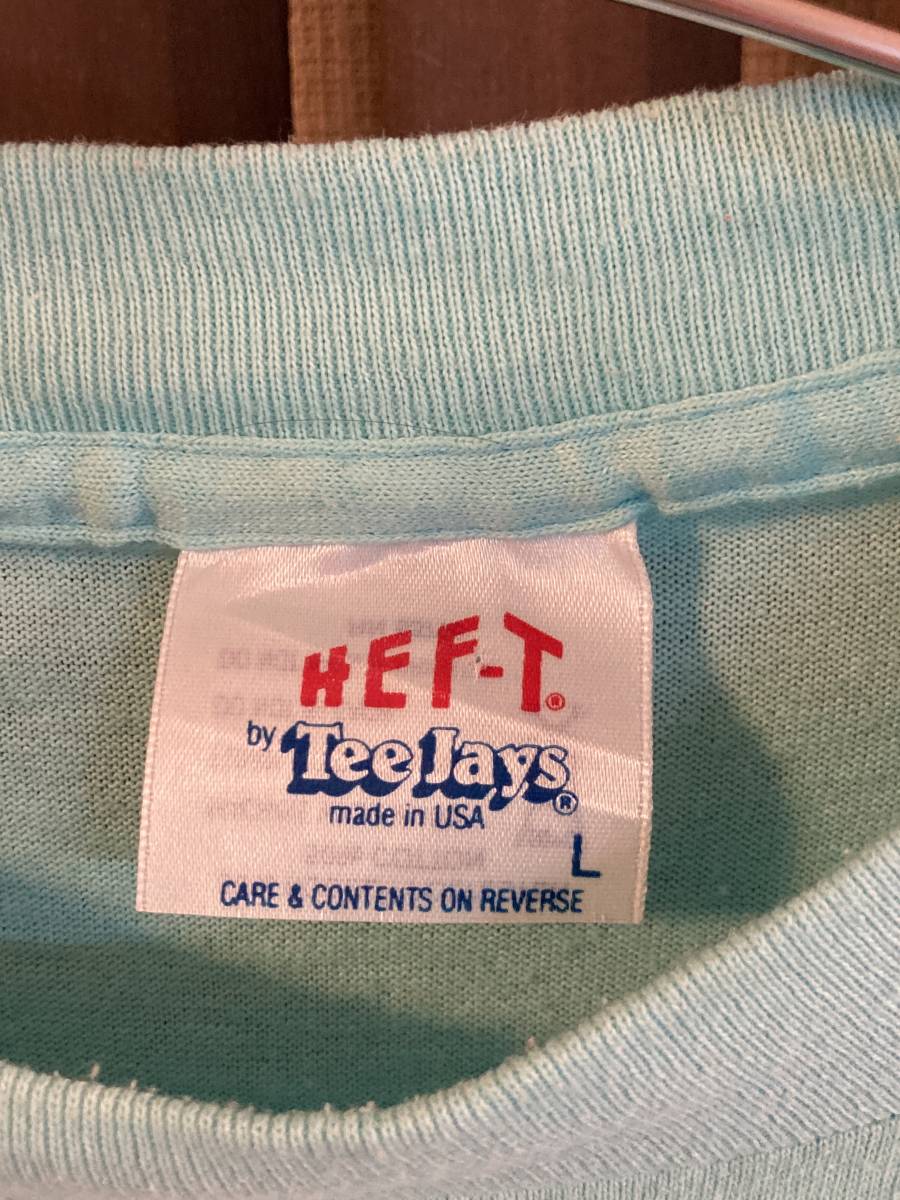 HEF-T®
by Tee Jays®
made in USA
L
CARE & CONTENTS ON REVERSE